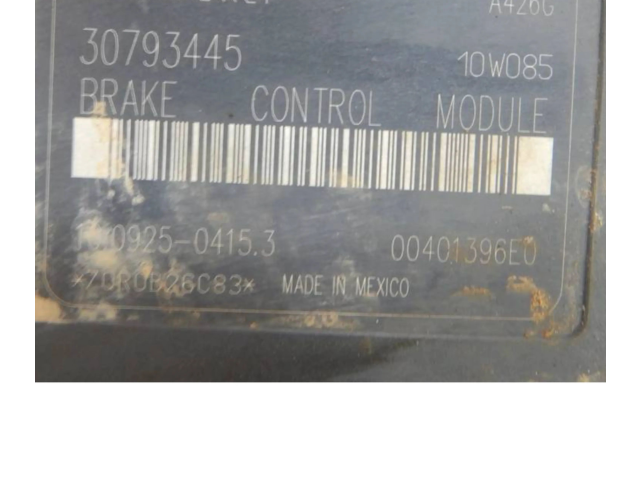 A426G
30793445 10W085
BRAKE CONTROL MODULE
00401396E0
MADE IN MEXICO